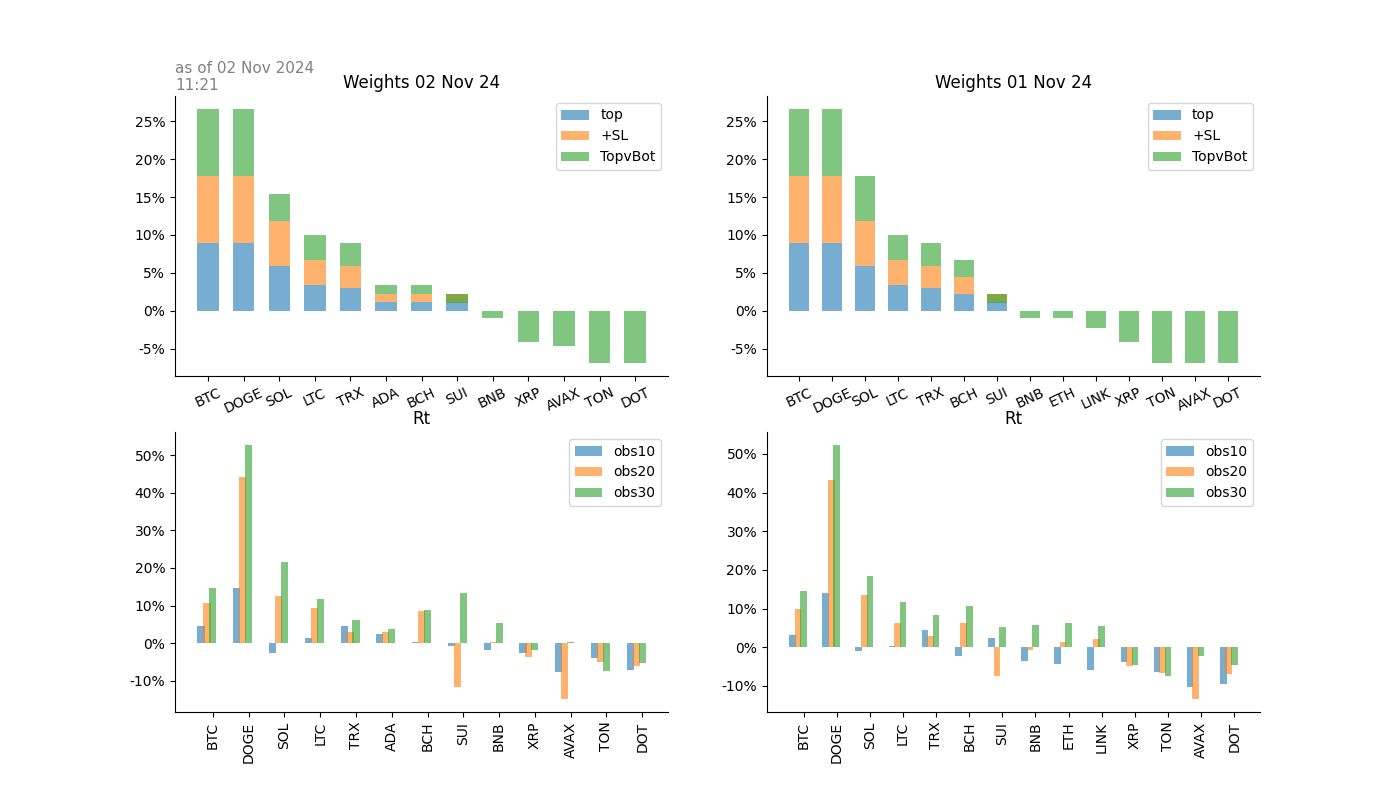 as of 02 Nov 2024
11:21
Weights 02 Nov 24
25%
20%
15%
10%
5%
0%
-5%
top
+SL
TopvBot
BTC DOGE SOL LTC TRX ADA BCH SUI BNB XRP AVAX TON DOT
Weights 01 Nov 24
25%
20%
15%
10%
5%
0%
-5%
top
+SL
TopvBot
BTC DOGE SOL LTC TRX BCH SUI BNB ETH LINK XRP TON AVAX DOT
Rt
50%
40%
30%
20%
10%
0%
-10%
obs10
obs20
obs30
BTC DOGE SOL LTC TRX ADA BCH SUI BNB XRP AVAX TON DOT
Rt
50%
40%
30%
20%
10%
0%
-10%
obs10
obs20
obs30
BTC DOGE SOL LTC TRX BCH SUI BNB ETH LINK XRP TON AVAX DOT